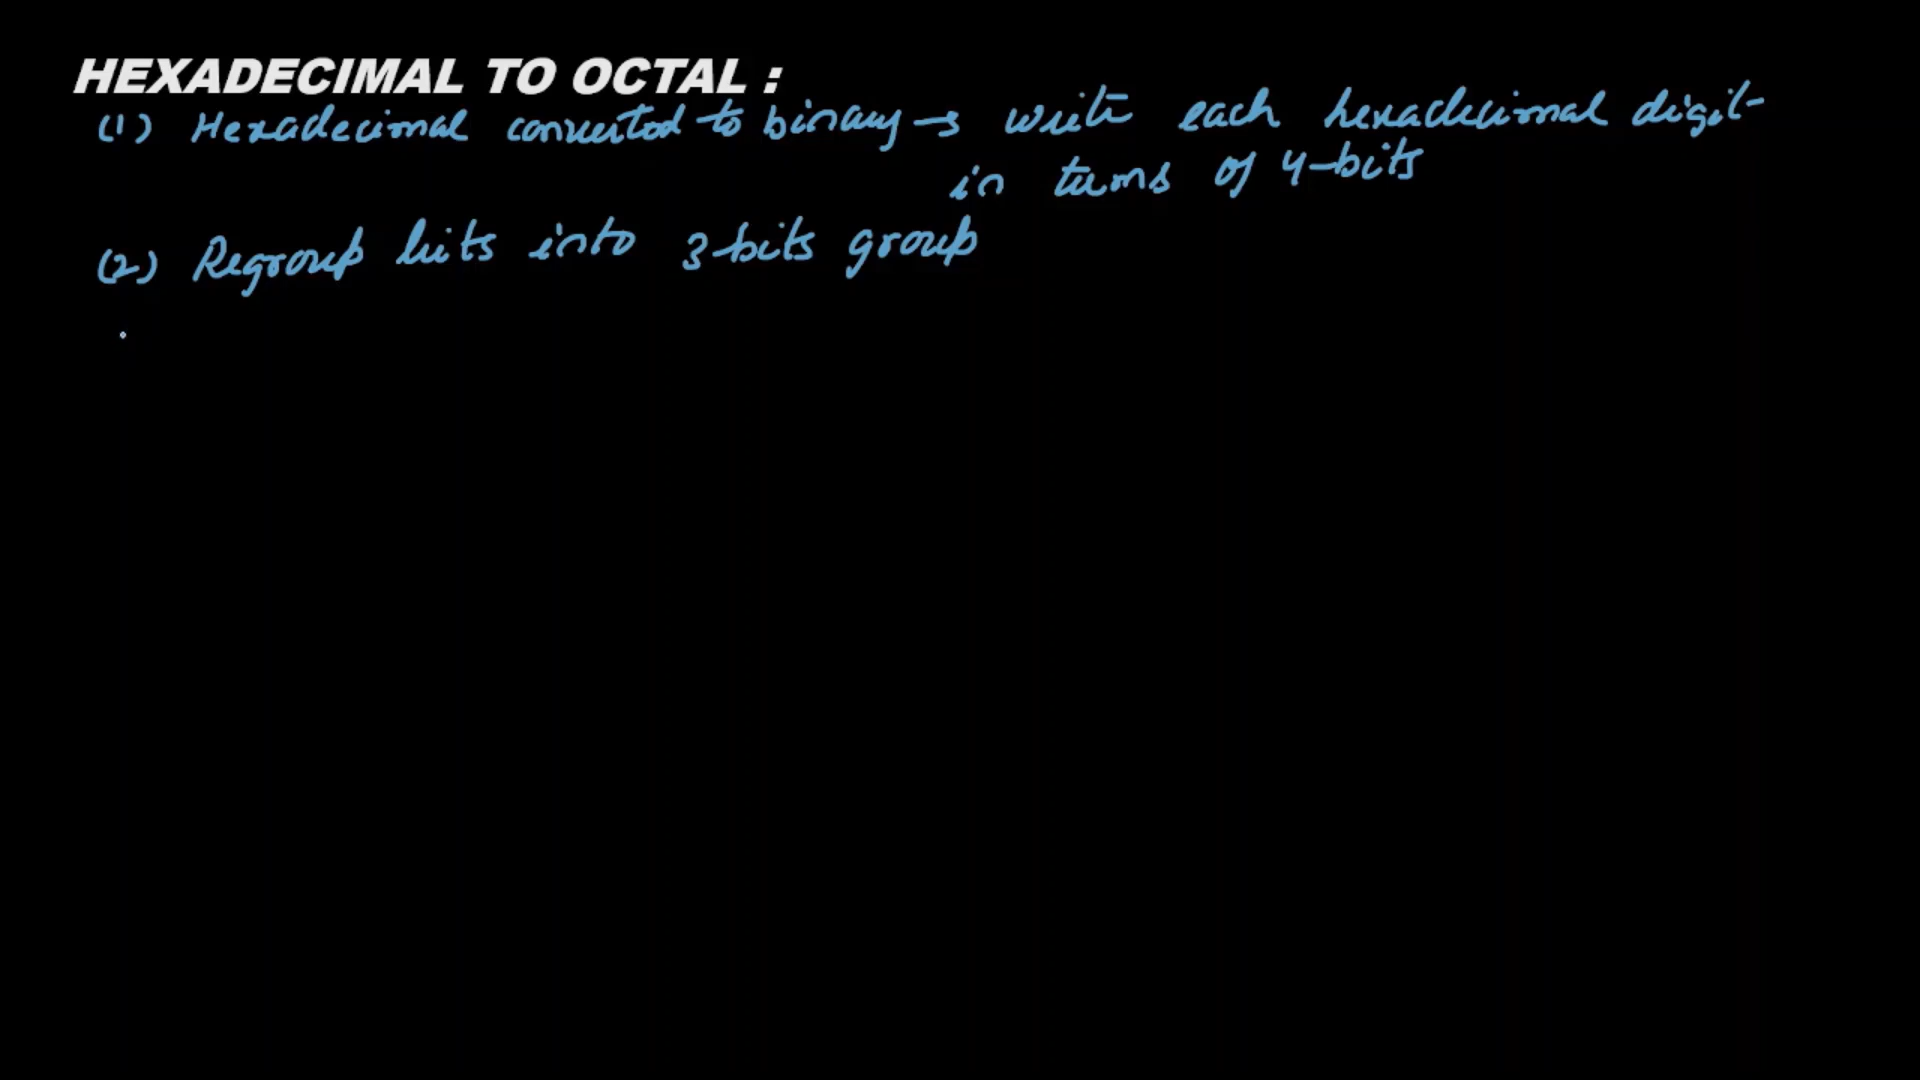 HEXADECIMAL TO OCTAL :
(1) Hexadecimal converted to binary → write each hexadecimal digit
in terms of 4-bits
(2) Regroup bits into 3-bits group